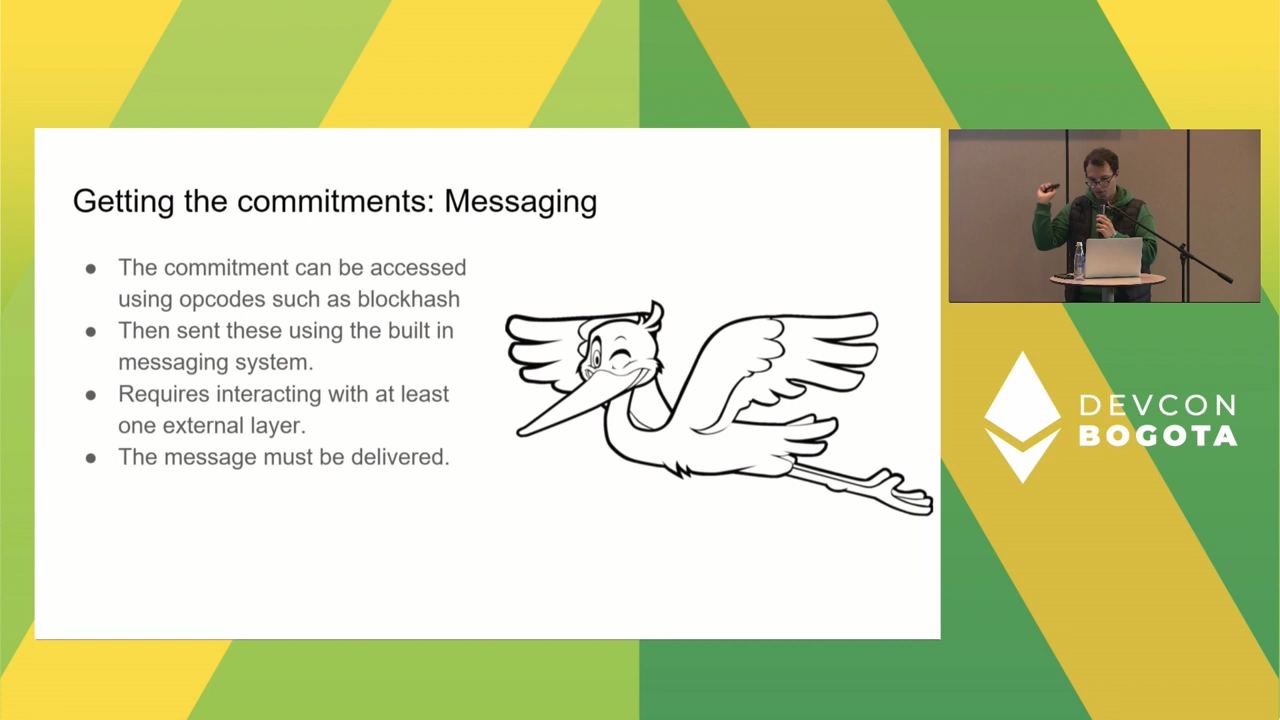 Getting the commitments: Messaging
● The commitment can be accessed
using opcodes such as blockhash
● Then sent these using the built in
messaging system.
● Requires interacting with at least
one external layer.
● The message must be delivered.
DEVCON
BOGOTA